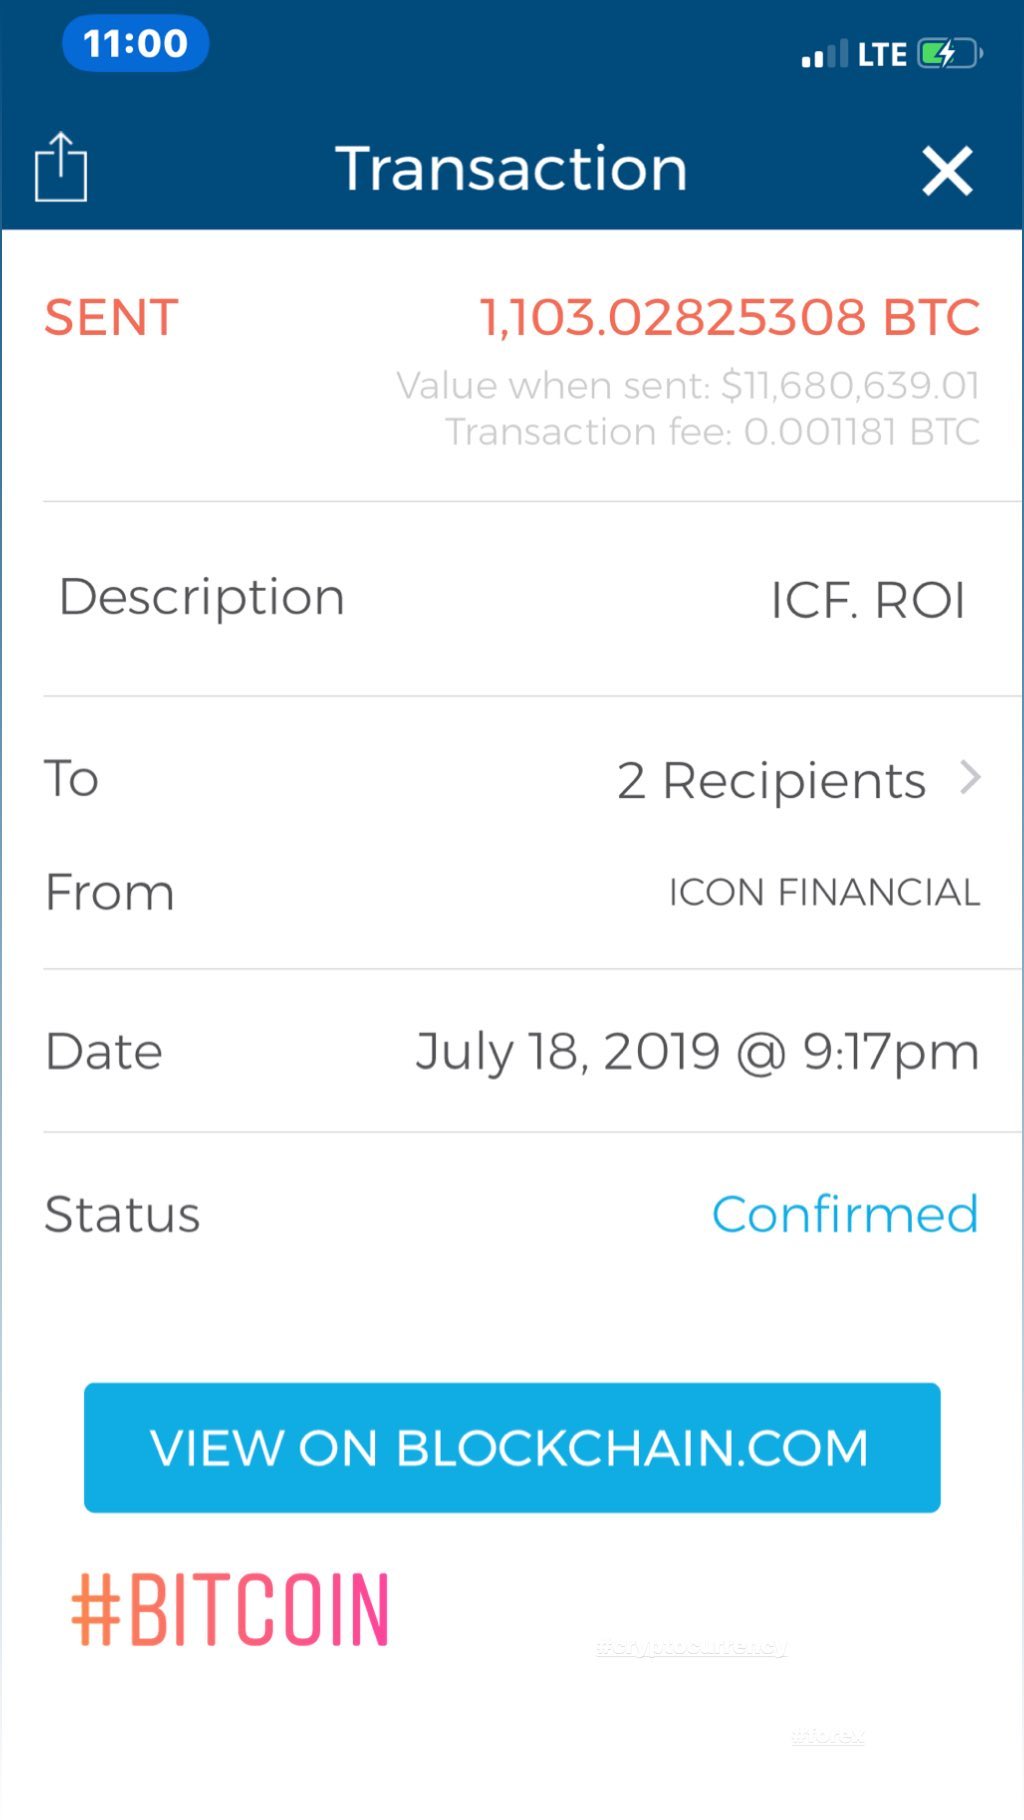 11:00
LTE
Transaction
SENT 1,103.02825308 BTC
Value when sent: $11,680,639.01
Transaction fee: 0.001181 BTC
Description ICF. ROI
To 2 Recipients
From ICON FINANCIAL
Date July 18, 2019 @ 9:17pm
Status Confirmed
VIEW ON BLOCKCHAIN.COM
#BITCOIN
#cryptocurrency
#forex